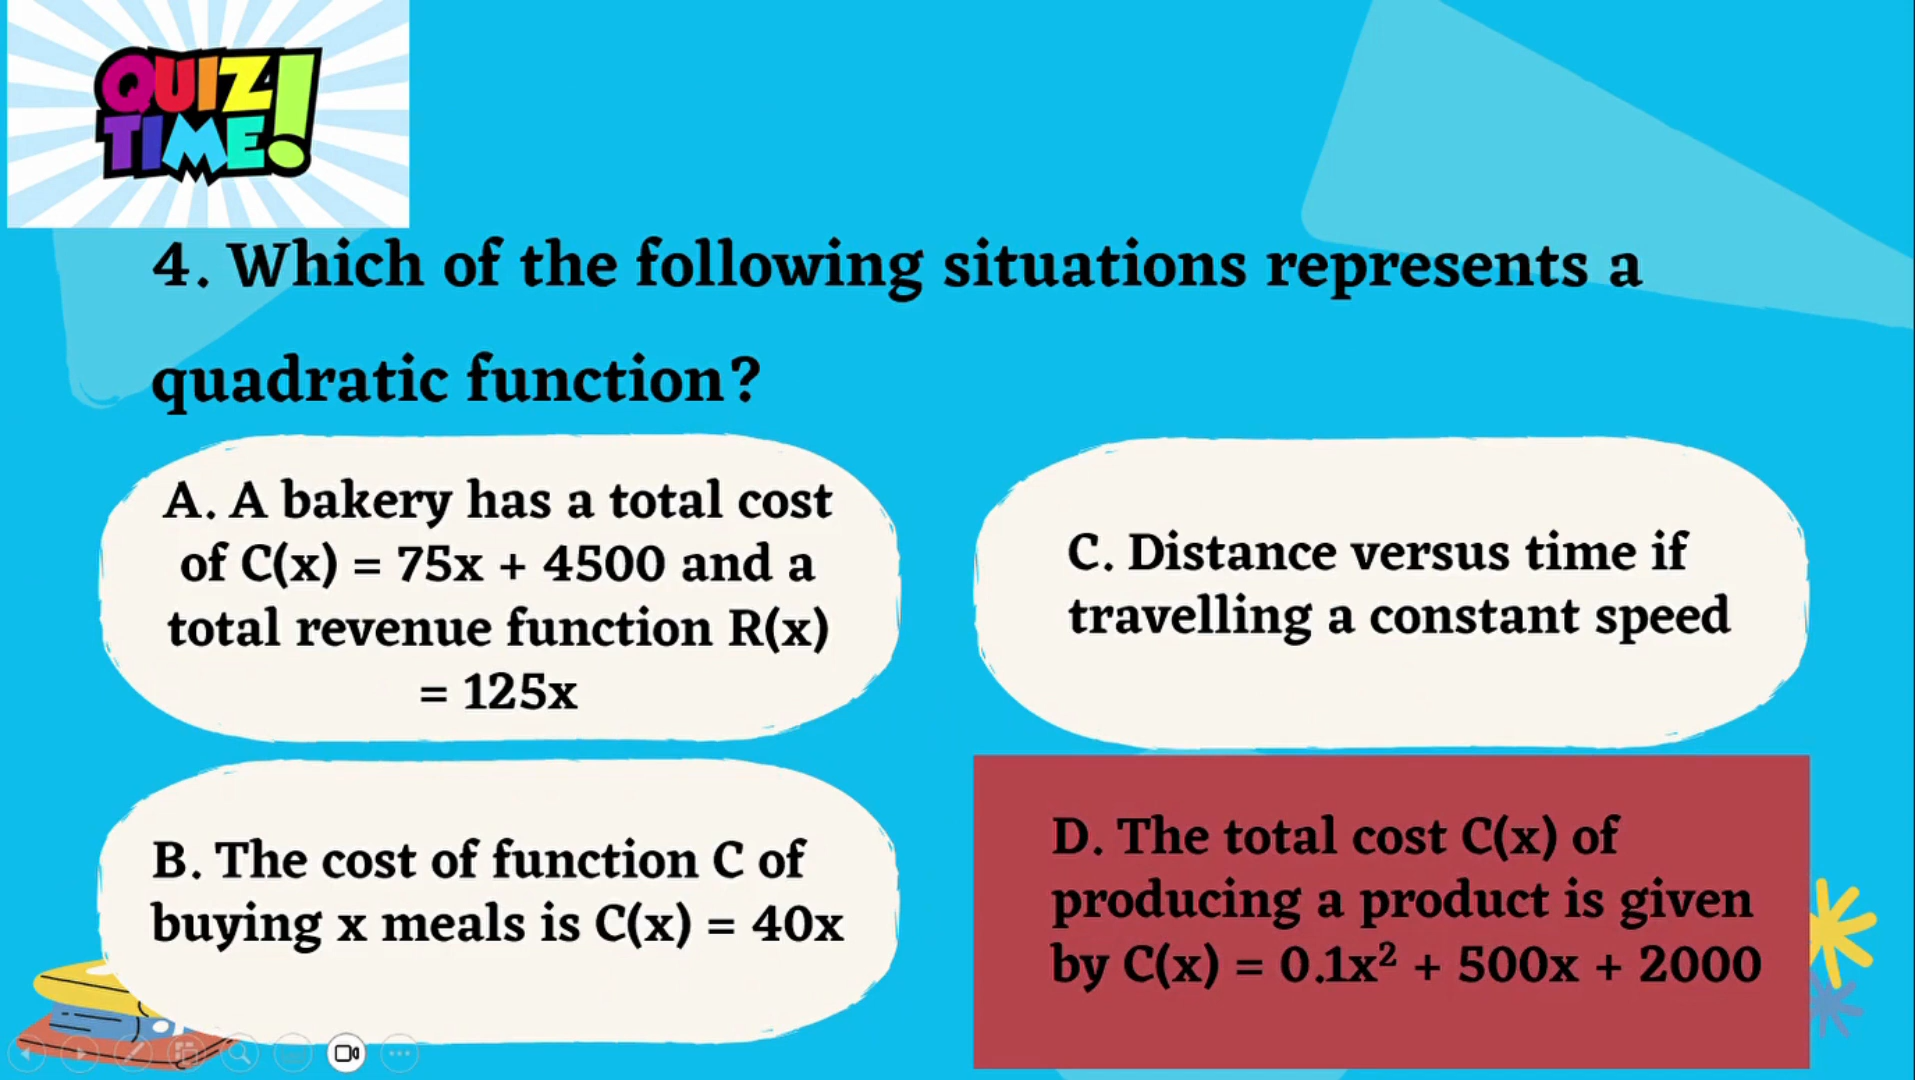 QUIZ
TIME!
4. Which of the following situations represents a
quadratic function?
A. A bakery has a total cost
of C(x) = 75x + 4500 and a
total revenue function R(x)
= 125x
B. The cost of function C of
buying x meals is C(x) = 40x
C. Distance versus time if
travelling a constant speed
D. The total cost C(x) of
producing a product is given
by C(x) = 0.1x² + 500x + 2000